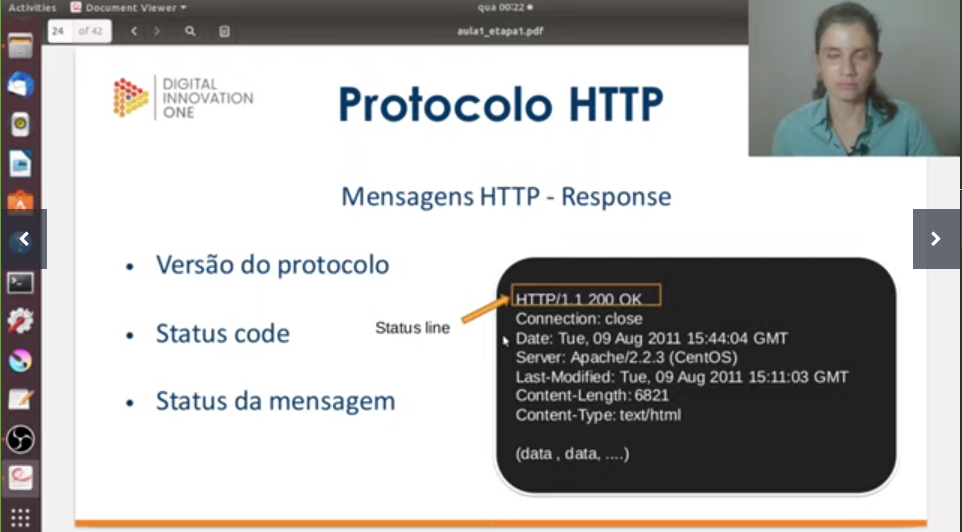 Activities Document Viewer qua 00:22
24 of 42 aula1_etapa1.pdf
DIGITAL
INNOVATION
ONE
Protocolo HTTP
Mensagens HTTP - Response
• Versão do protocolo
• Status code
• Status da mensagem
Status line
HTTP/1.1 200 OK
Connection: close
Date: Tue, 09 Aug 2011 15:44:04 GMT
Server: Apache/2.2.3 (CentOS)
Last-Modified: Tue, 09 Aug 2011 15:11:03 GMT
Content-Length: 6821
Content-Type: text/html
(data , data, ....)